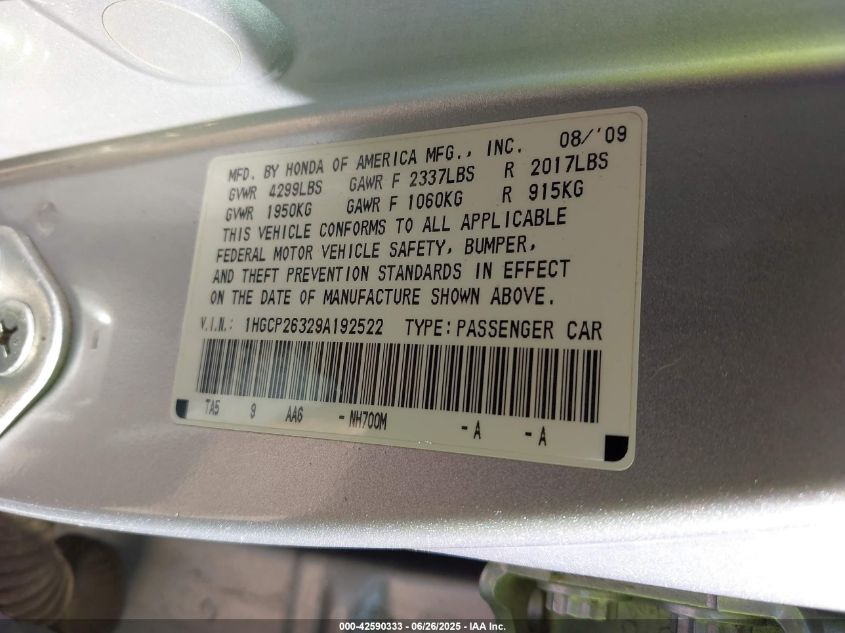 MFD. BY HONDA OF AMERICA MFG., INC. 08/'09
GVWR 4299LBS GAWR F 2337LBS R 2017LBS
GVWR 1950KG GAWR F 1060KG R 915KG
THIS VEHICLE CONFORMS TO ALL APPLICABLE
FEDERAL MOTOR VEHICLE SAFETY, BUMPER,
AND THEFT PREVENTION STANDARDS IN EFFECT
ON THE DATE OF MANUFACTURE SHOWN ABOVE.
V.I.N.: 1HGCP26329A192522 TYPE: PASSENGER CAR
TA5 9 AA6 - NH700M - A - A
000-42590333 / 06/26/2025 - IAA Inc.